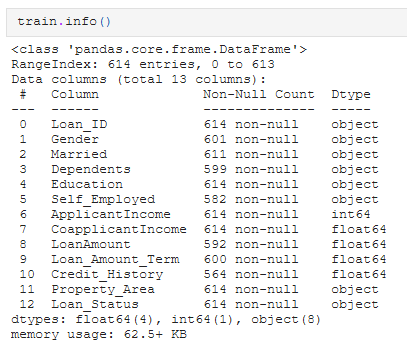 train.info()
<class 'pandas.core.frame.DataFrame'>
RangeIndex: 614 entries, 0 to 613
Data columns (total 13 columns):
 #   Column             Non-Null Count  Dtype
---  ------             --------------  -----
 0   Loan_ID            614 non-null    object
 1   Gender             601 non-null    object
 2   Married            611 non-null    object
 3   Dependents         599 non-null    object
 4   Education          614 non-null    object
 5   Self_Employed      582 non-null    object
 6   ApplicantIncome    614 non-null    int64
 7   CoapplicantIncome  614 non-null    float64
 8   LoanAmount         592 non-null    float64
 9   Loan_Amount_Term   600 non-null    float64
 10  Credit_History     564 non-null    float64
 11  Property_Area      614 non-null    object
 12  Loan_Status        614 non-null    object
dtypes: float64(4), int64(1), object(8)
memory usage: 62.5+ KB